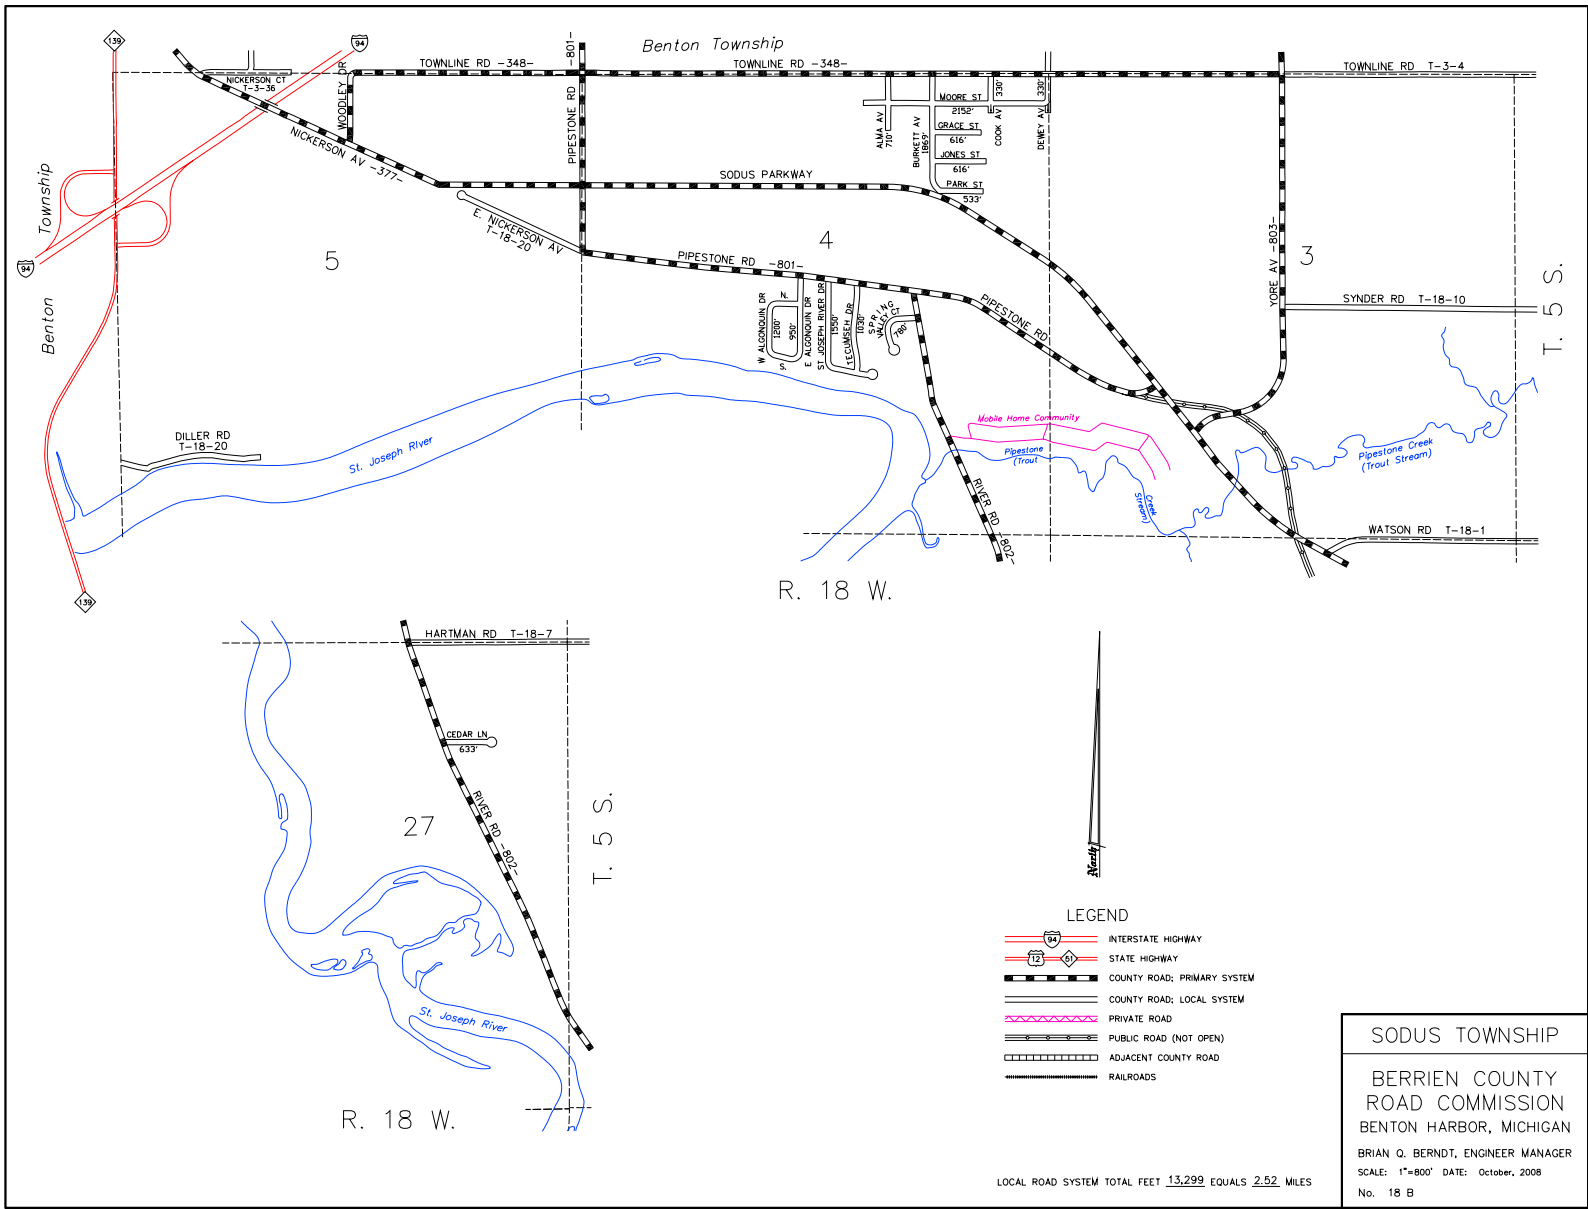 139
94
-801-
Benton Township
NICKERSON CT
T-3-36
WOODLEY DR
TOWNLINE RD -348-
TOWNLINE RD -348-
TOWNLINE RD T-3-4
PIPESTONE RD
NICKERSON AV -377-
ALMA AV
710'
BURKETT AV
1869'
MOORE ST
2152'
COOK AV
330'
DEWEY AV
330'
GRACE ST
616'
JONES ST
616'
PARK ST
533'
SODUS PARKWAY
E. NICKERSON AV
T-18-20
Township
Benton
94
5
4
3
PIPESTONE RD -801-
YORE AV -803-
T. 5 S.
SYNDER RD T-18-10
W ALGONQUIN DR
N.
1200'
950'
S.
E ALGONQUIN DR
ST JOSEPH RIVER DR
1550'
TECUMSEH DR
1030'
SPRING
VALLEY CT
780'
PIPESTONE RD
DILLER RD
T-18-20
St. Joseph River
Mobile Home Community
Pipestone
(Trout
Creek
Stream)
Pipestone Creek
(Trout Stream)
RIVER RD -802-
WATSON RD T-18-1
139
R. 18 W.
HARTMAN RD T-18-7
CEDAR LN
633'
27
RIVER RD -802-
T. 5 S.
St. Joseph River
R. 18 W.
North
LEGEND
94 INTERSTATE HIGHWAY
12 51 STATE HIGHWAY
COUNTY ROAD; PRIMARY SYSTEM
COUNTY ROAD; LOCAL SYSTEM
PRIVATE ROAD
PUBLIC ROAD (NOT OPEN)
ADJACENT COUNTY ROAD
RAILROADS
LOCAL ROAD SYSTEM TOTAL FEET 13,299 EQUALS 2.52 MILES
SODUS TOWNSHIP
BERRIEN COUNTY
ROAD COMMISSION
BENTON HARBOR, MICHIGAN
BRIAN Q. BERNDT, ENGINEER MANAGER
SCALE: 1"=800' DATE: October, 2008
No. 18 B